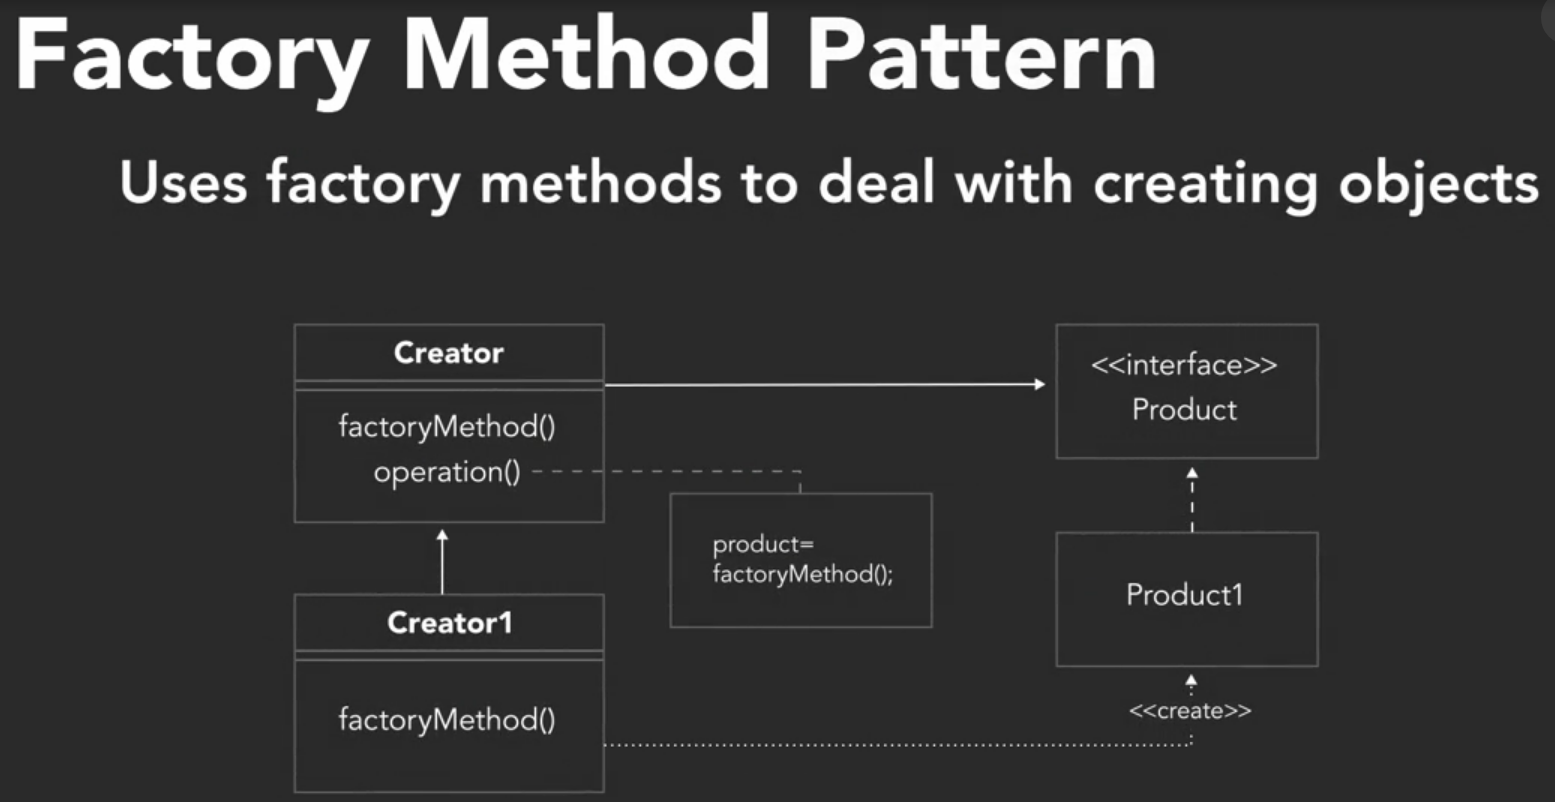 Factory Method Pattern
Uses factory methods to deal with creating objects
Creator
factoryMethod()
operation()
<<interface>>
Product
product=
factoryMethod();
Creator1
factoryMethod()
Product1
<<create>>